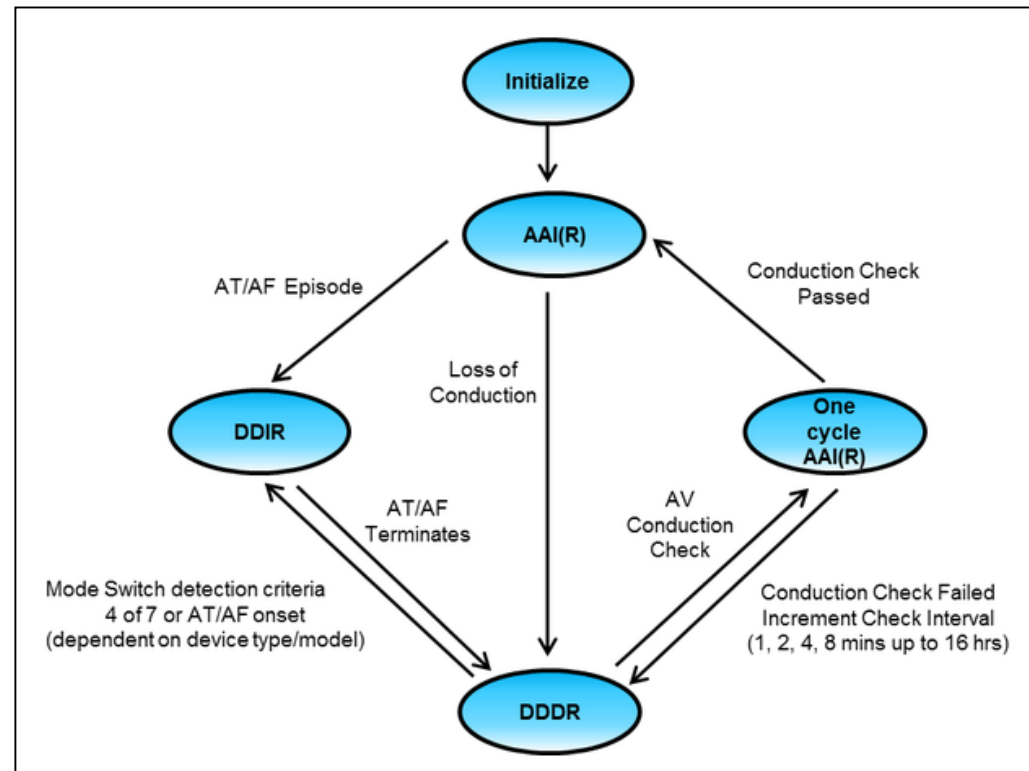 Initialize
AAI(R)
AT/AF Episode
Conduction Check
Passed
Loss of
Conduction
DDIR
One
cycle
AAI(R)
AT/AF
Terminates
AV
Conduction
Check
Mode Switch detection criteria
4 of 7 or AT/AF onset
(dependent on device type/model)
Conduction Check Failed
Increment Check Interval
(1, 2, 4, 8 mins up to 16 hrs)
DDDR